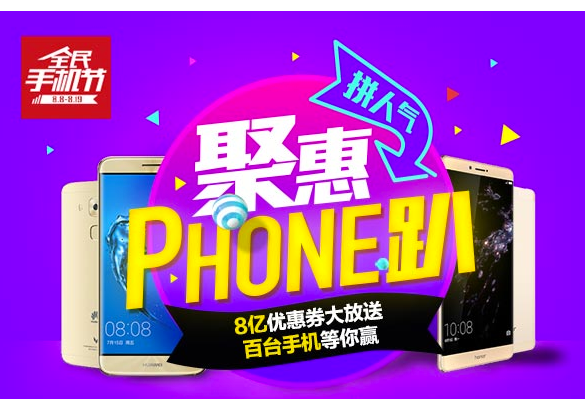 全民
手机节
8.8-8.19
拼人气
聚惠
PHONE趴
8亿优惠券大放送
百台手机等你赢
08:08
10:08
HUAWEI
honor